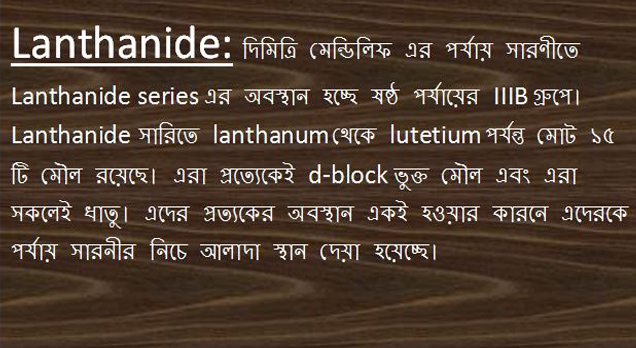 Lanthanide: দিমিত্রি মেন্ডিলিফ এর পর্যায় সারণীতে
Lanthanide series এর অবস্থান হচ্ছে ষষ্ঠ পর্যায়ের IIIB গ্রুপে।
Lanthanide সারিতে lanthanum থেকে lutetium পর্যন্ত মোট ১৫
টি মৌল রয়েছে। এরা প্রত্যেকেই d-block ভুক্ত মৌল এবং এরা
সকলেই ধাতু। এদের প্রত্যকের অবস্থান একই হওয়ার কারনে এদেরকে
পর্যায় সারনীর নিচে আলাদা স্থান দেয়া হয়েছে।